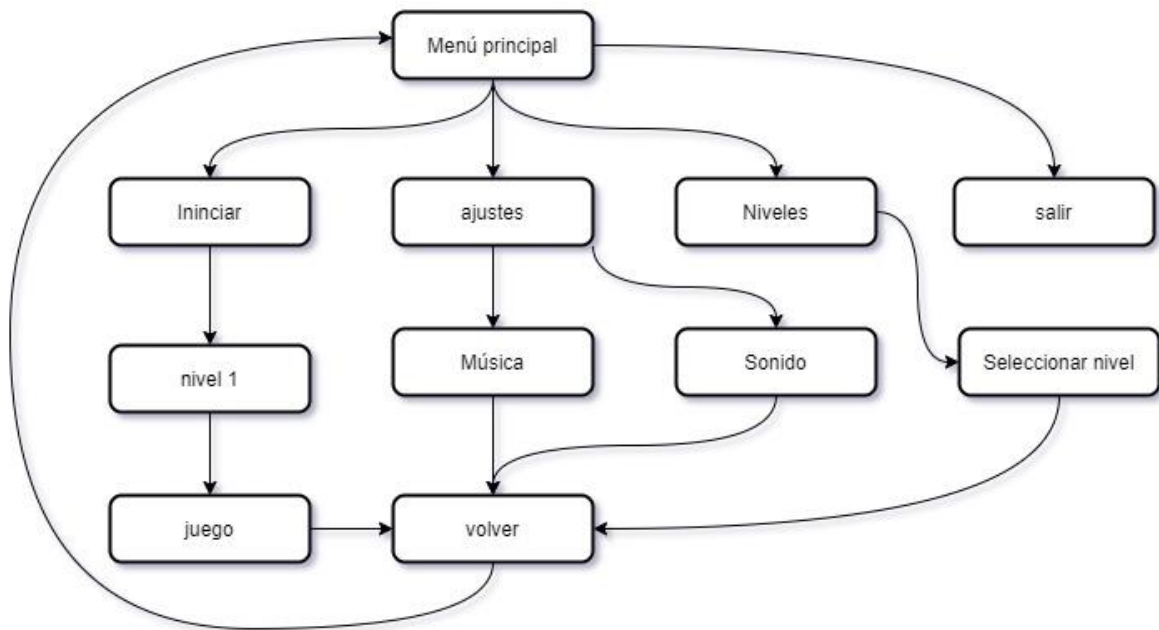 Menú principal
Ininciar
ajustes
Niveles
salir
nivel 1
Música
Sonido
Seleccionar nivel
juego
volver